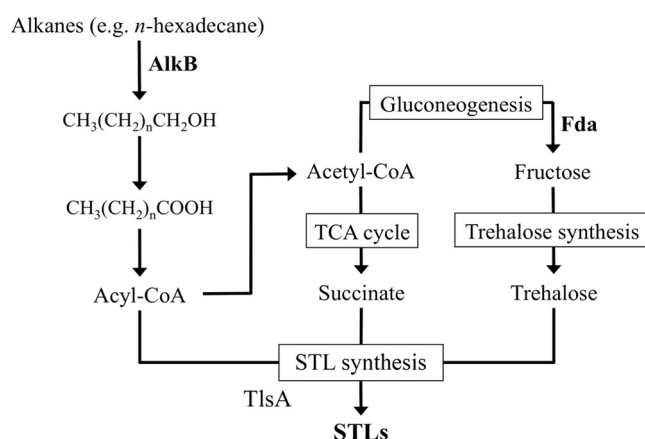 Alkanes (e.g. n-hexadecane)
AlkB
CH₃(CH₂)ₙCH₂OH
CH₃(CH₂)ₙCOOH
Acyl-CoA
Gluconeogenesis
Fda
Acetyl-CoA
Fructose
TCA cycle
Trehalose synthesis
Succinate
Trehalose
STL synthesis
TlsA
STLs